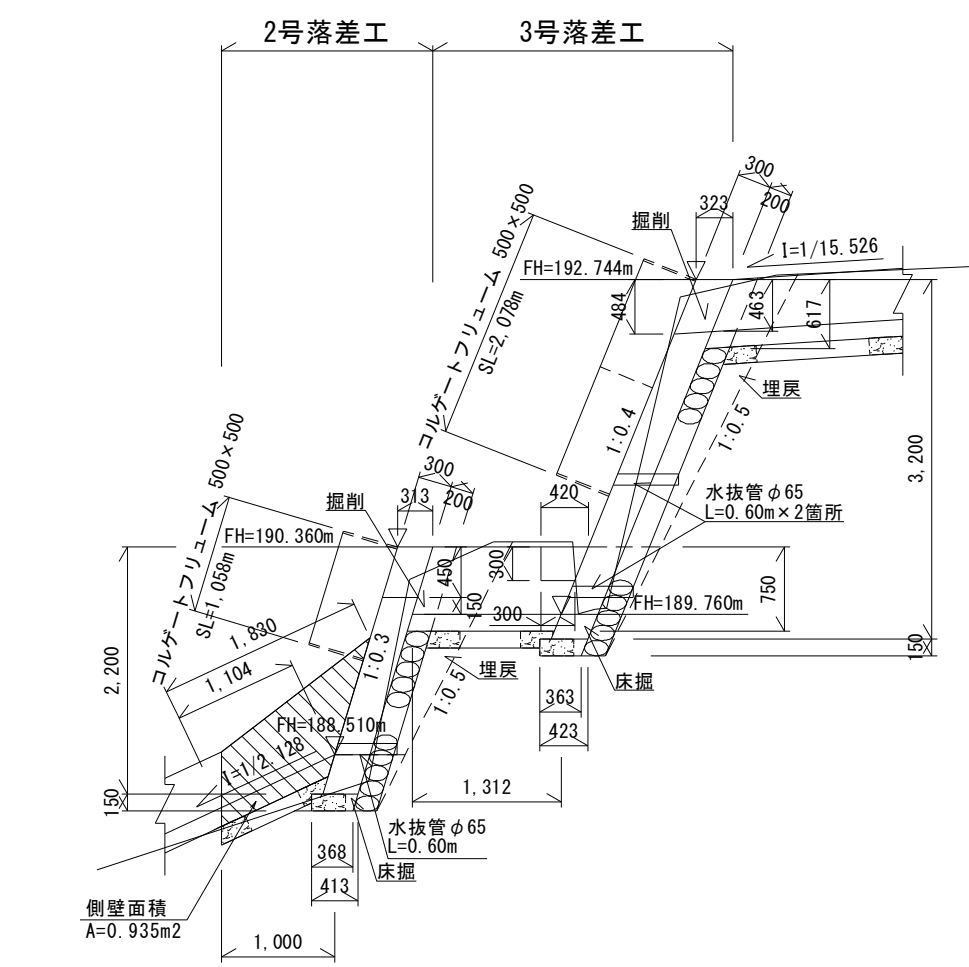 2号落差工
3号落差工
300
200
323
掘削
I=1/15.526
FH=192.744m
コルゲートフリューム 500×500
SL=2,078m
484
463
617
埋戻
1:0.4
1:0.5
3,200
水抜管φ65
L=0.60m×2箇所
420
コルゲートフリューム 500×500
SL=1,058m
300
200
313
掘削
FH=190.360m
450
150
300
300
750
FH=189.760m
150
1,830
1,104
2,200
1:0.3
1:0.5
埋戻
床掘
363
423
FH=188.510m
I=1/2.128
1,312
150
水抜管φ65
L=0.60m
368
床掘
413
側壁面積
A=0.935m2
1,000